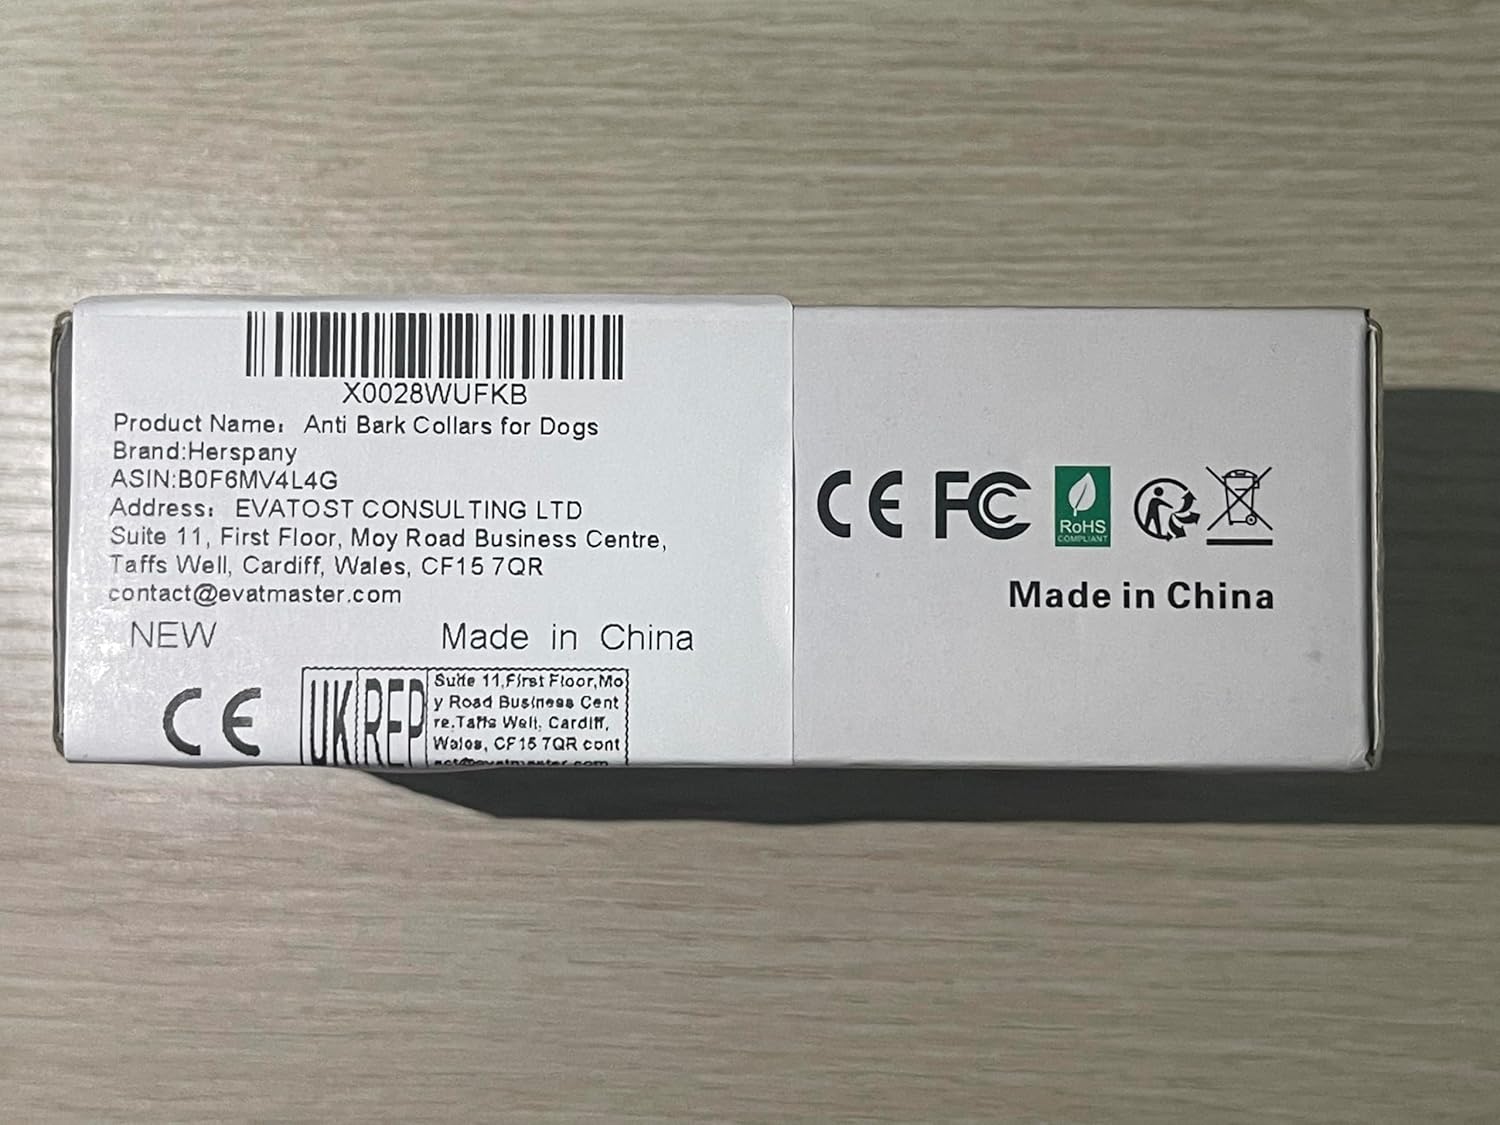 X0028WUFKB
Product Name: Anti Bark Collars for Dogs
Brand:Herspany
ASIN:B0F6MV4L4G
Address: EVATOST CONSULTING LTD
Suite 11, First Floor, Moy Road Business Centre,
Taffs Well, Cardiff, Wales, CF15 7QR
contact@evatmaster.com
NEW Made in China
CE
UK REP
Suite 11,First Floor,Mo
y Road Business Cent
re,Taffs Well, Cardiff,
Wales, CF15 7QR cont
act@evatmaster.com
CE FC
RoHS
COMPLIANT
Made in China